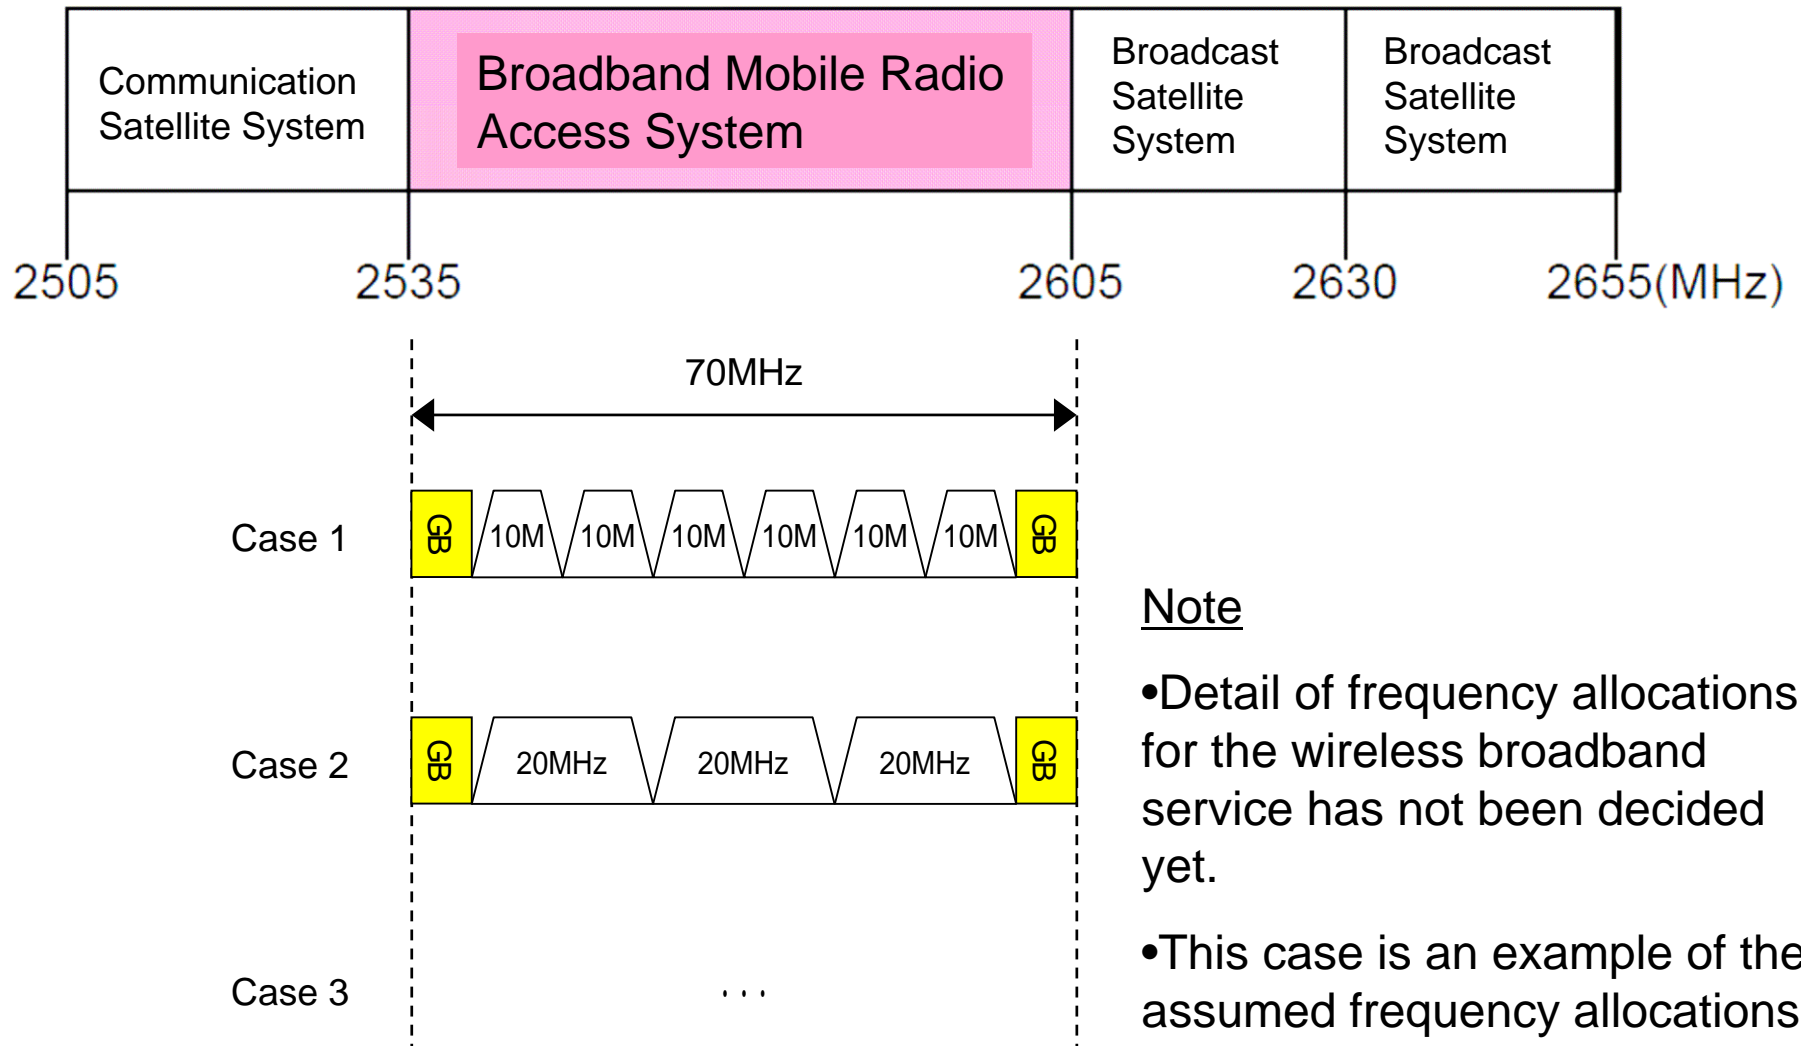 Communication
Satellite System
Broadband Mobile Radio
Access System
Broadcast
Satellite
System
Broadcast
Satellite
System
2505
2535
2605
2630
2655(MHz)
70MHz
Case 1
GB
10M
10M
10M
10M
10M
10M
GB
Case 2
GB
20MHz
20MHz
20MHz
GB
Case 3
...
Note
•Detail of frequency allocations
for the wireless broadband
service has not been decided
yet.
•This case is an example of the
assumed frequency allocations